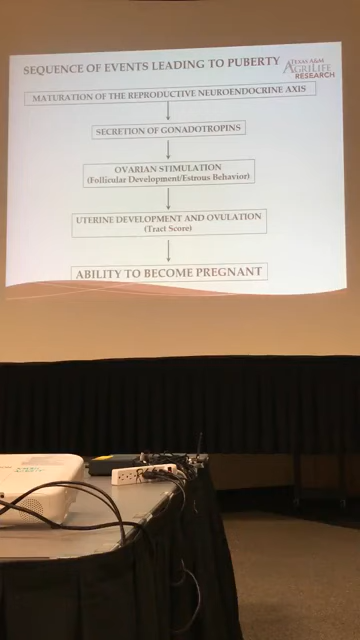 SEQUENCE OF EVENTS LEADING TO PUBERTY
TEXAS A&M
AGRILIFE
RESEARCH
MATURATION OF THE REPRODUCTIVE NEUROENDOCRINE AXIS
SECRETION OF GONADOTROPINS
OVARIAN STIMULATION
(Follicular Development/Estrous Behavior)
UTERINE DEVELOPMENT AND OVULATION
(Tract Score)
ABILITY TO BECOME PREGNANT